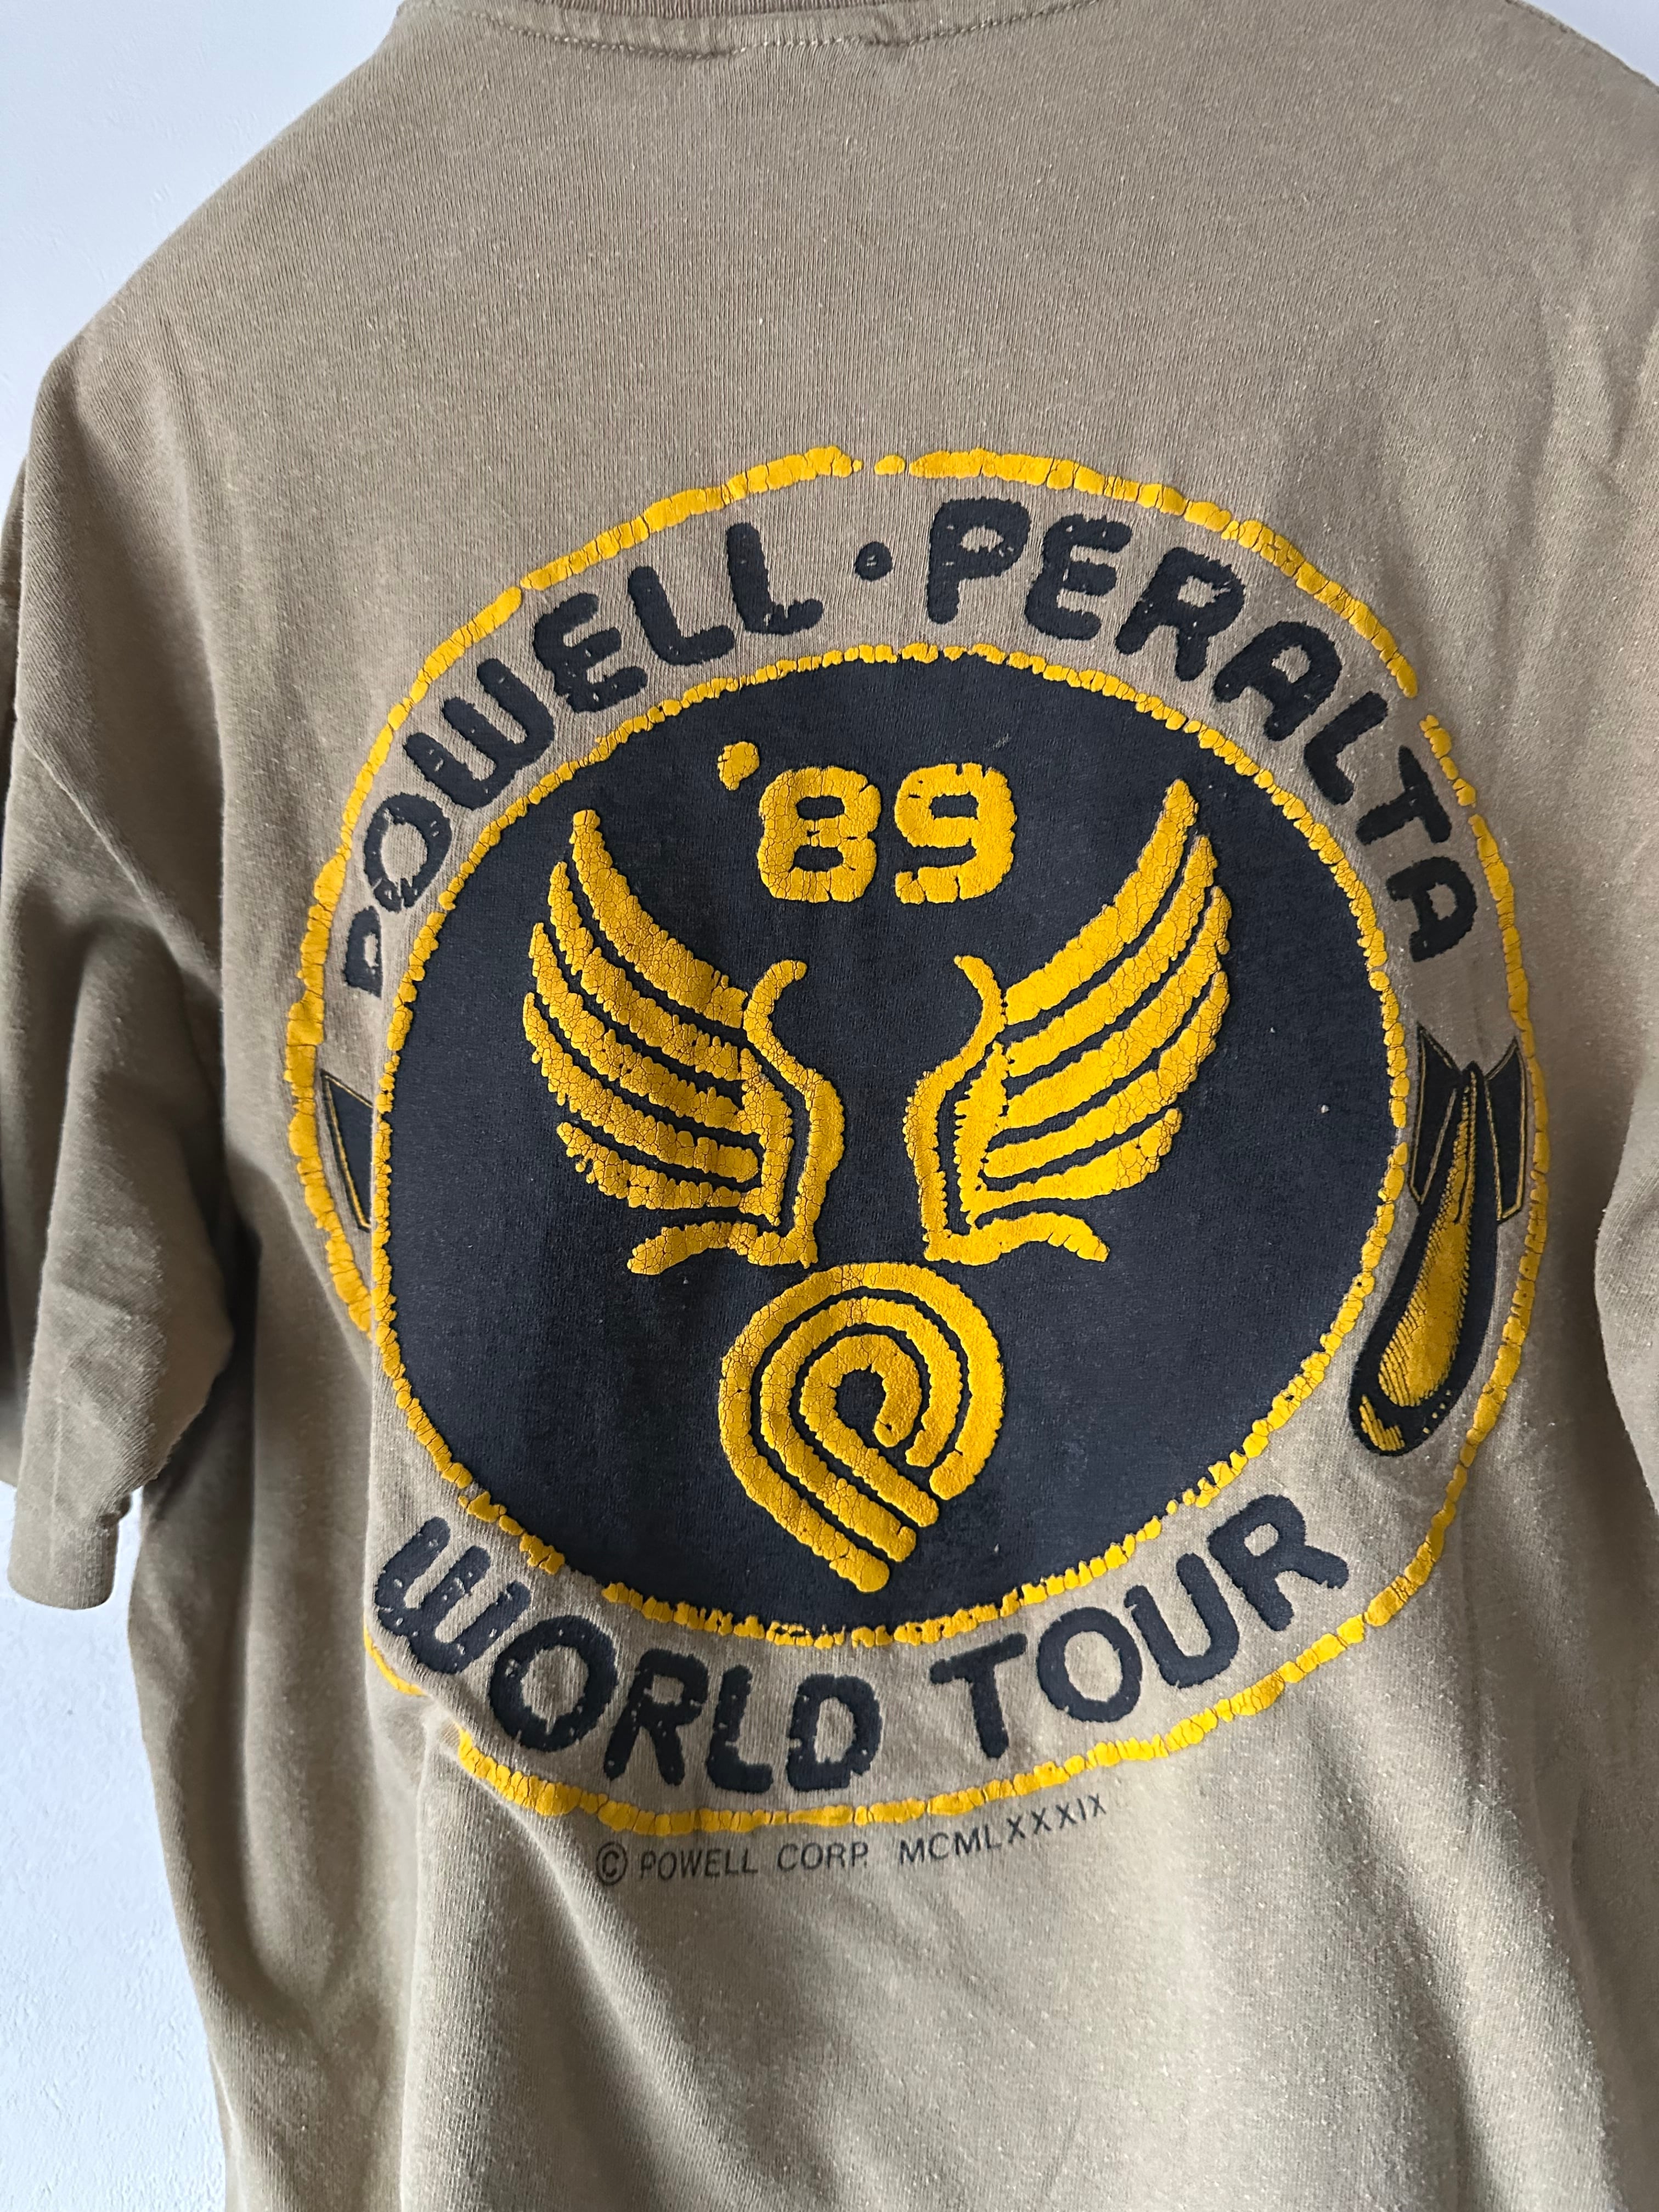 POWELL • PERALTA
'89
WORLD TOUR
© POWELL CORP. MCMLXXXIX